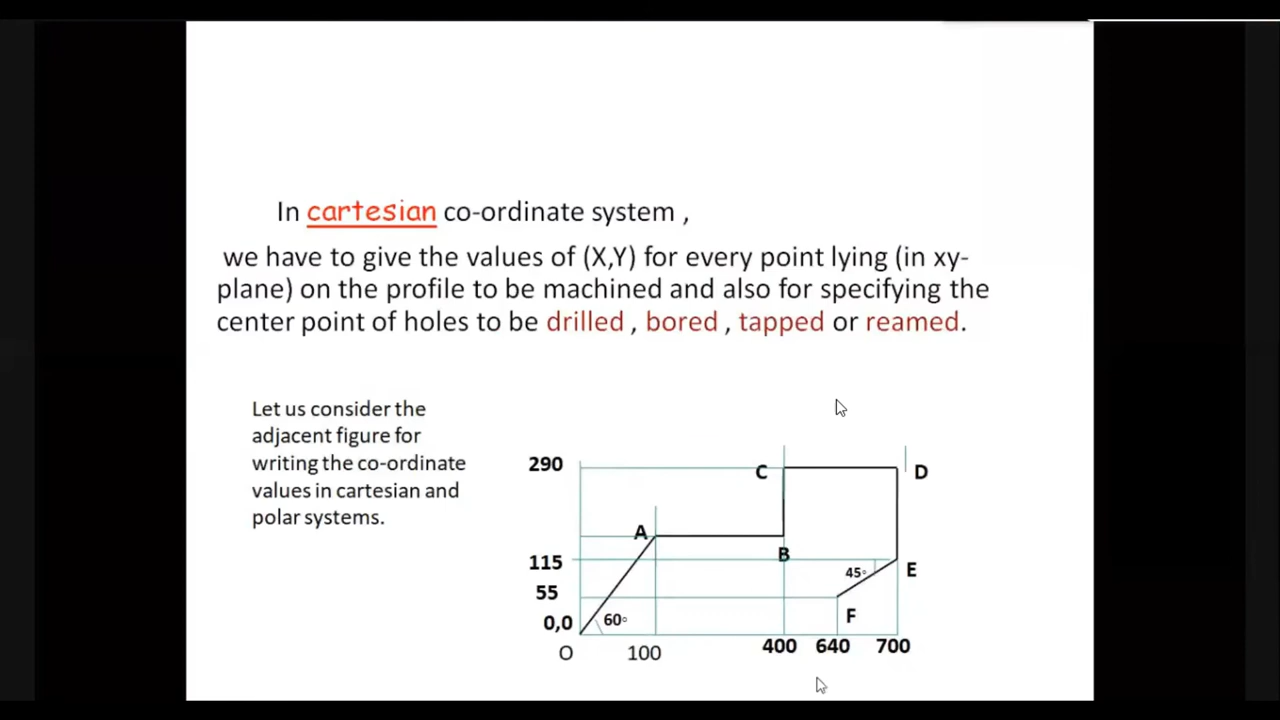 In cartesian co-ordinate system ,
we have to give the values of (X,Y) for every point lying (in xy-
plane) on the profile to be machined and also for specifying the
center point of holes to be drilled , bored , tapped or reamed.
Let us consider the
adjacent figure for
writing the co-ordinate
values in cartesian and
polar systems.
290
C
D
A
B
115
45°
E
55
F
0,0
60°
O
100
400
640
700